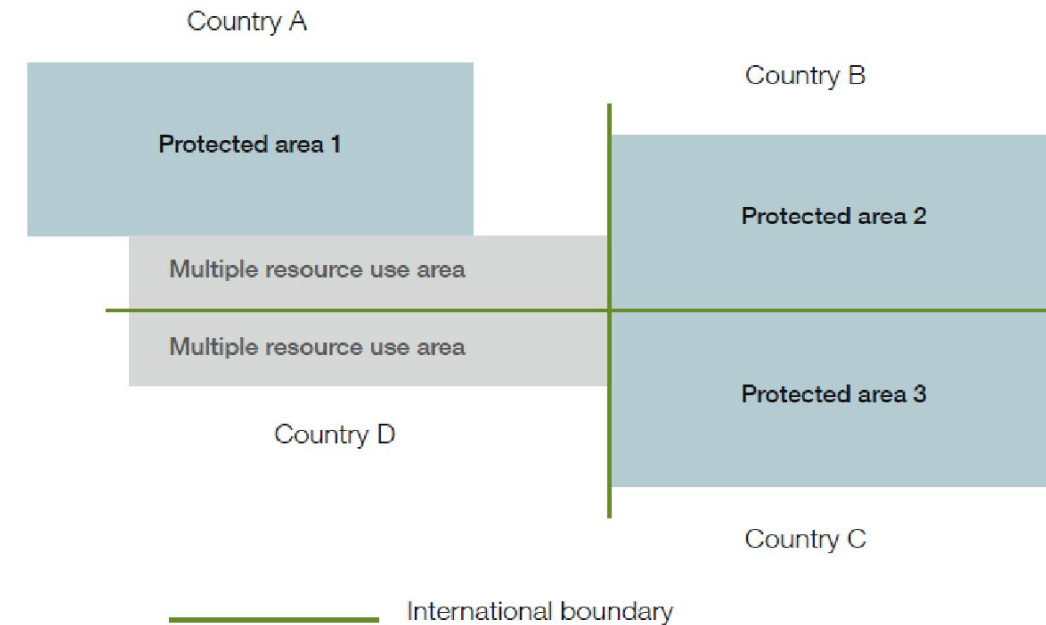 Country A
Country B
Protected area 1
Protected area 2
Multiple resource use area
Multiple resource use area
Protected area 3
Country D
Country C
International boundary